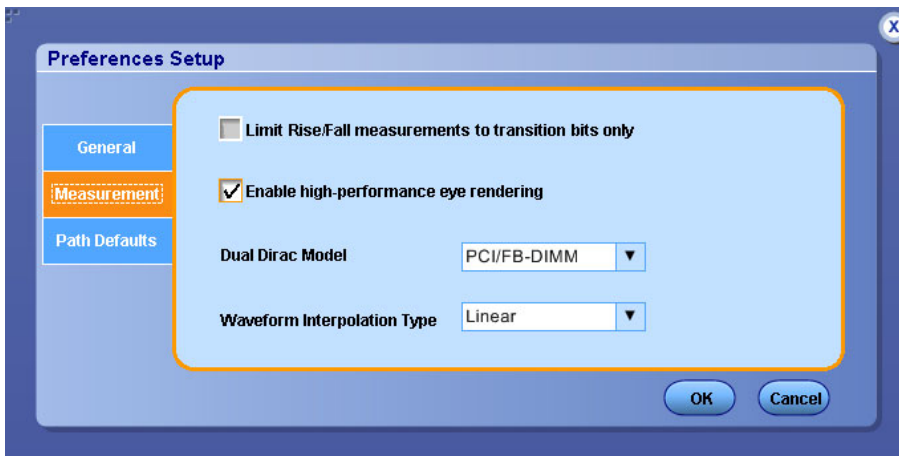 X
Preferences Setup
General
Measurement
Path Defaults
Limit Rise/Fall measurements to transition bits only
Enable high-performance eye rendering
Dual Dirac Model
PCI/FB-DIMM
Waveform Interpolation Type
Linear
OK
Cancel